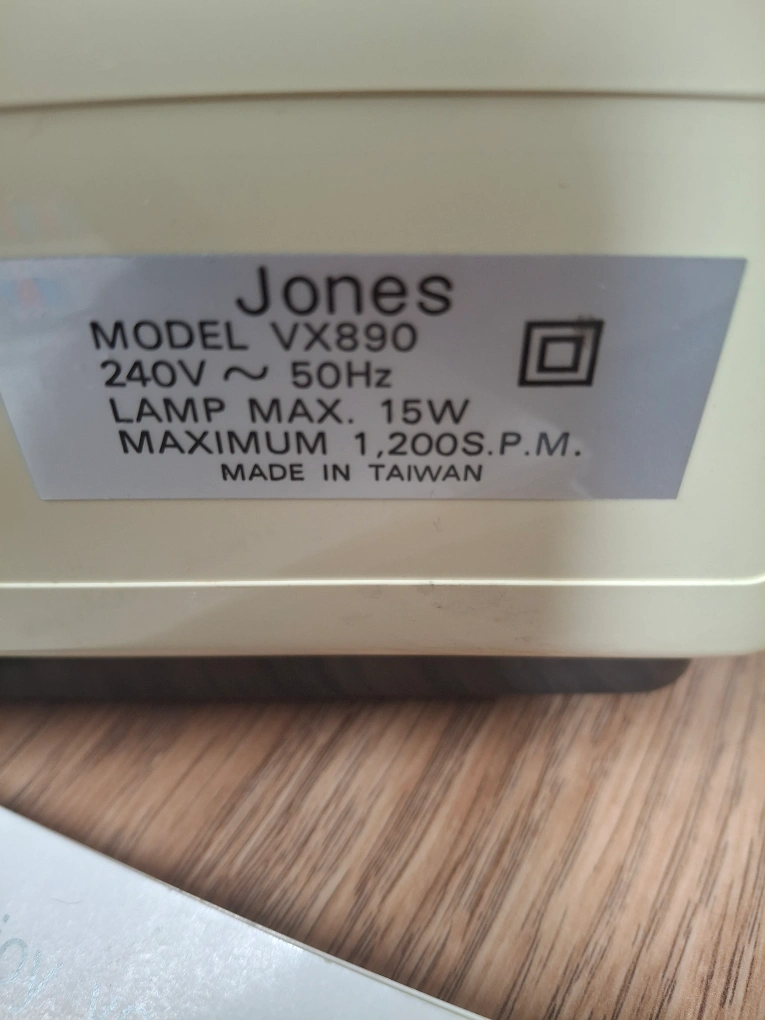 Jones
MODEL VX890
240V ~ 50Hz
LAMP MAX. 15W
MAXIMUM 1,200S.P.M.
MADE IN TAIWAN